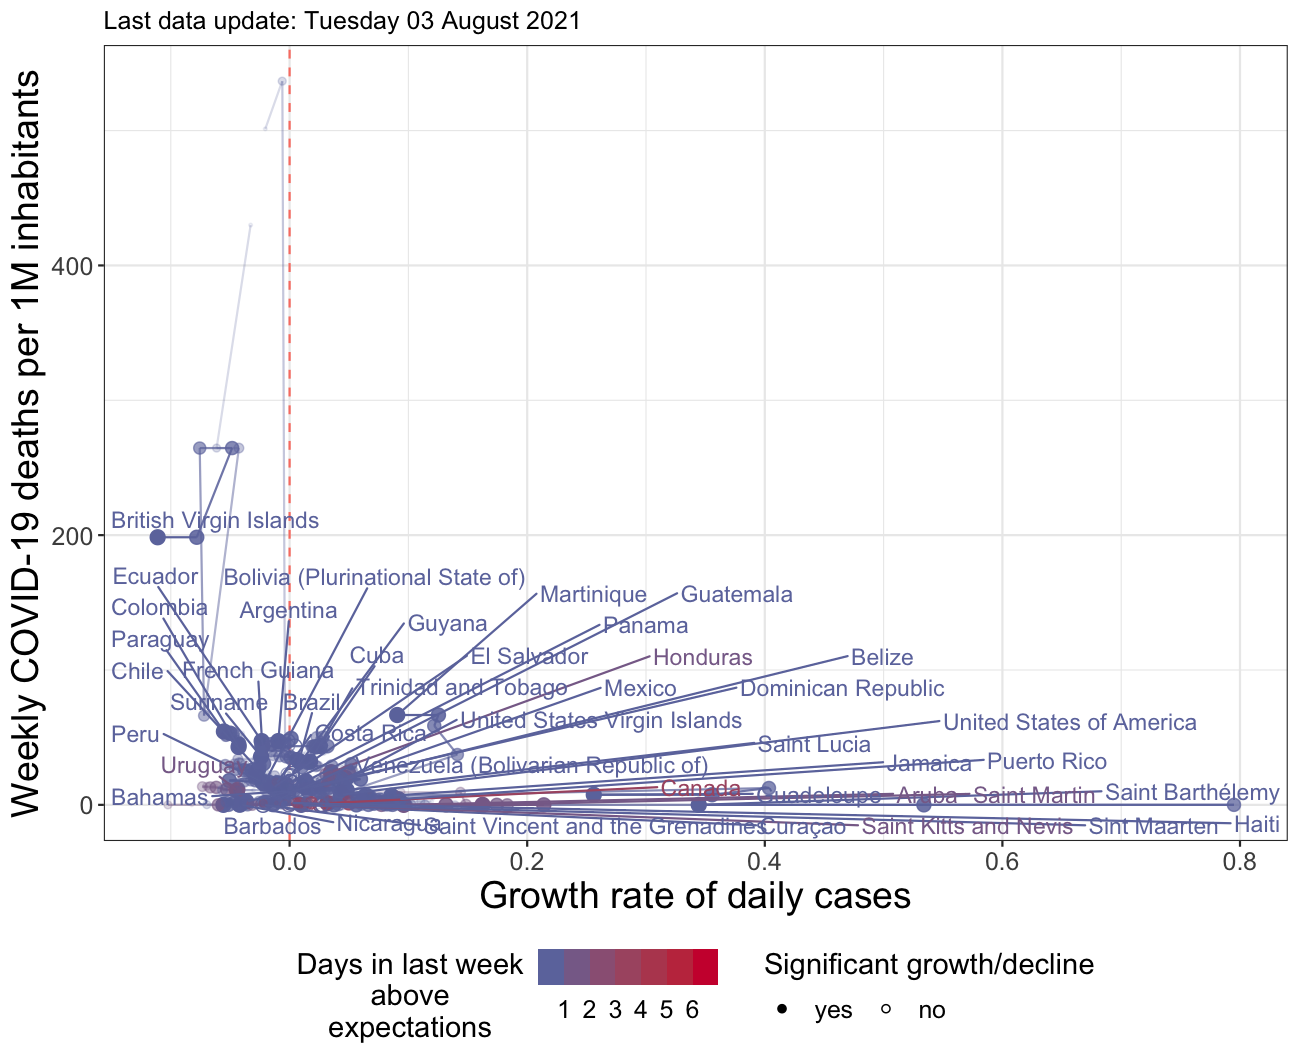 Last data update: Tuesday 03 August 2021
Weekly COVID-19 deaths per 1M inhabitants
400
200
0
British Virgin Islands
Ecuador
Bolivia (Plurinational State of)
Martinique
Guatemala
Colombia
Argentina
Guyana
Panama
Paraguay
Cuba
El Salvador
Honduras
Belize
Chile
French Guiana
Trinidad and Tobago
Mexico
Dominican Republic
Suriname
Brazil
United States Virgin Islands
United States of America
Peru
Costa Rica
Saint Lucia
Uruguay
Venezuela (Bolivarian Republic of)
Jamaica
Puerto Rico
Bahamas
Canada
Guadeloupe
Aruba
Saint Martin
Saint Barthélemy
Barbados
Nicaragua
Saint Vincent and the Grenadines
Curaçao
Saint Kitts and Nevis
Sint Maarten
Haiti
0.0
0.2
0.4
0.6
0.8
Growth rate of daily cases
Days in last week
above
expectations
1 2 3 4 5 6
Significant growth/decline
yes
no